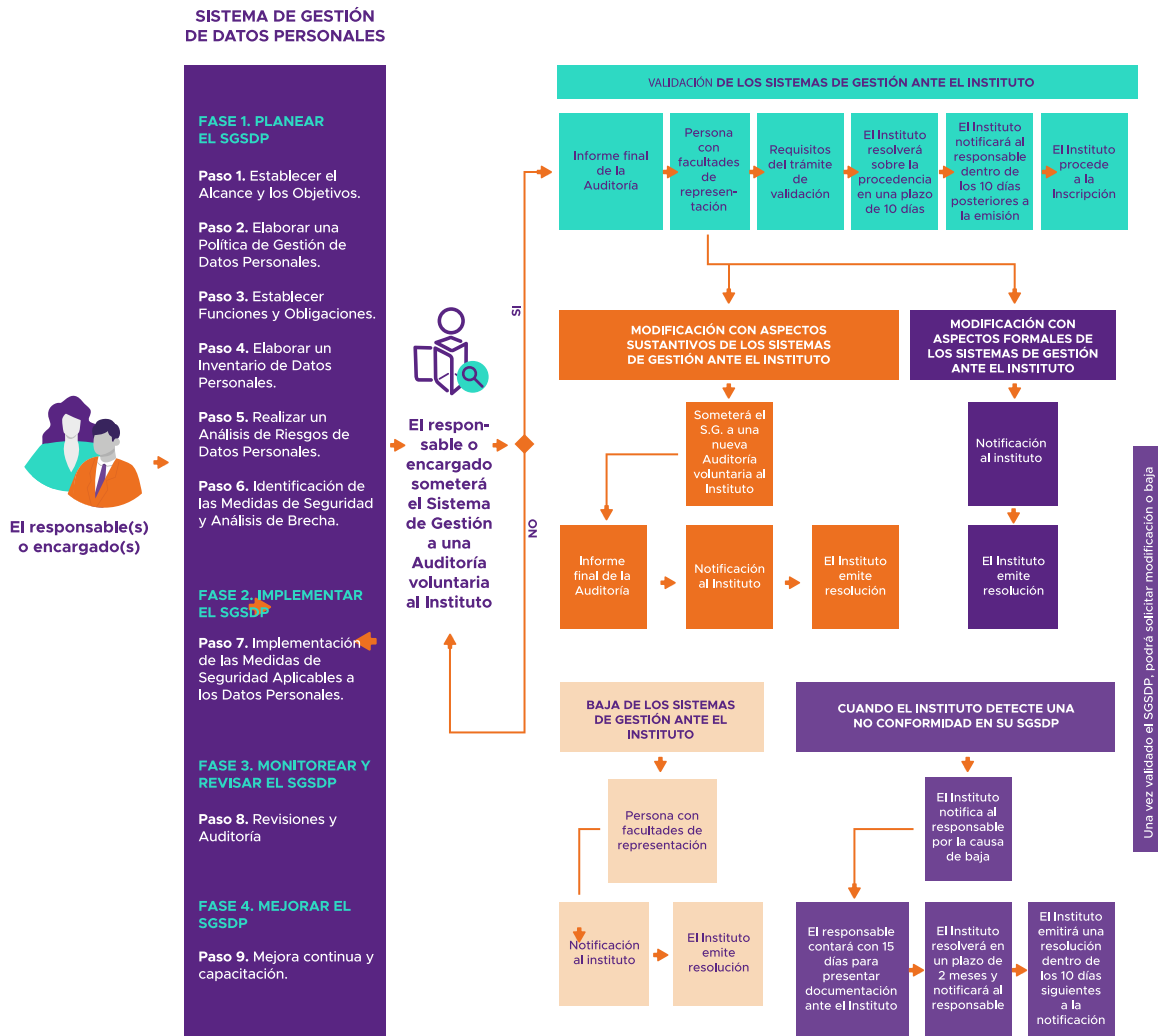 SISTEMA DE GESTIÓN
DE DATOS PERSONALES
El responsable(s)
o encargado(s)
FASE 1. PLANEAR
EL SGSDP
Paso 1. Establecer el
Alcance y los Objetivos.
Paso 2. Elaborar una
Política de Gestión de
Datos Personales.
Paso 3. Establecer
Funciones y Obligaciones.
Paso 4. Elaborar un
Inventario de Datos
Personales.
Paso 5. Realizar un
Análisis de Riesgos de
Datos Personales.
Paso 6. Identificación de
las Medidas de Seguridad
y Análisis de Brecha.
FASE 2. IMPLEMENTAR
EL SGSDP
Paso 7. Implementación
de las Medidas de
Seguridad Aplicables a
los Datos Personales.
FASE 3. MONITOREAR Y
REVISAR EL SGSDP
Paso 8. Revisiones y
Auditoría
FASE 4. MEJORAR EL
SGSDP
Paso 9. Mejora continua y
capacitación.
El respon-
sable o
encargado
someterá
el Sistema
de Gestión
a una
Auditoría
voluntaria
al Instituto
SI
NO
VALIDACIÓN DE LOS SISTEMAS DE GESTIÓN ANTE EL INSTITUTO
Informe final
de la
Auditoría
Persona
con
facultades
de
represen-
tación
Requisitos
del trámite
de
validación
El Instituto
resolverá
sobre la
procedencia
en una plazo
de 10 días
El Instituto
notificará al
responsable
dentro de
los 10 días
posteriores a
la emisión
El Instituto
procede
a la
Inscripción
MODIFICACIÓN CON ASPECTOS
SUSTANTIVOS DE LOS SISTEMAS
DE GESTIÓN ANTE EL INSTITUTO
Someterá el
S.G. a una
nueva
Auditoría
voluntaria al
Instituto
Informe
final de la
Auditoría
Notificación
al Instituto
El Instituto
emite
resolución
MODIFICACIÓN CON
ASPECTOS FORMALES DE
LOS SISTEMAS DE GESTIÓN
ANTE EL INSTITUTO
Notificación
al instituto
El Instituto
emite
resolución
BAJA DE LOS SISTEMAS
DE GESTIÓN ANTE EL
INSTITUTO
Persona con
facultades de
representación
Notificación
al instituto
El Instituto
emite
resolución
CUANDO EL INSTITUTO DETECTE UNA
NO CONFORMIDAD EN SU SGSDP
El Instituto
notifica al
responsable
por la causa
de baja
El responsable
contará con 15
días para
presentar
documentación
ante el Instituto
El Instituto
resolverá en
un plazo de
2 meses y
notificará al
responsable
El Instituto
emitirá una
resolución
dentro de
los 10 días
siguientes
a la
notificación
Una vez validado el SGSDP, podrá solicitar modificación o baja